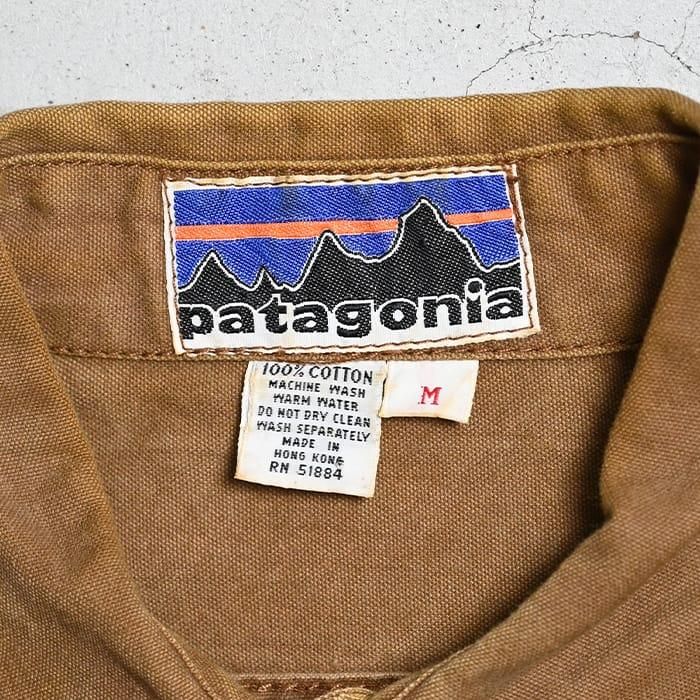 patagonia
100% COTTON
MACHINE WASH
WARM WATER
DO NOT DRY CLEAN
WASH SEPARATELY
MADE IN
HONG KONG
RN 51884
M